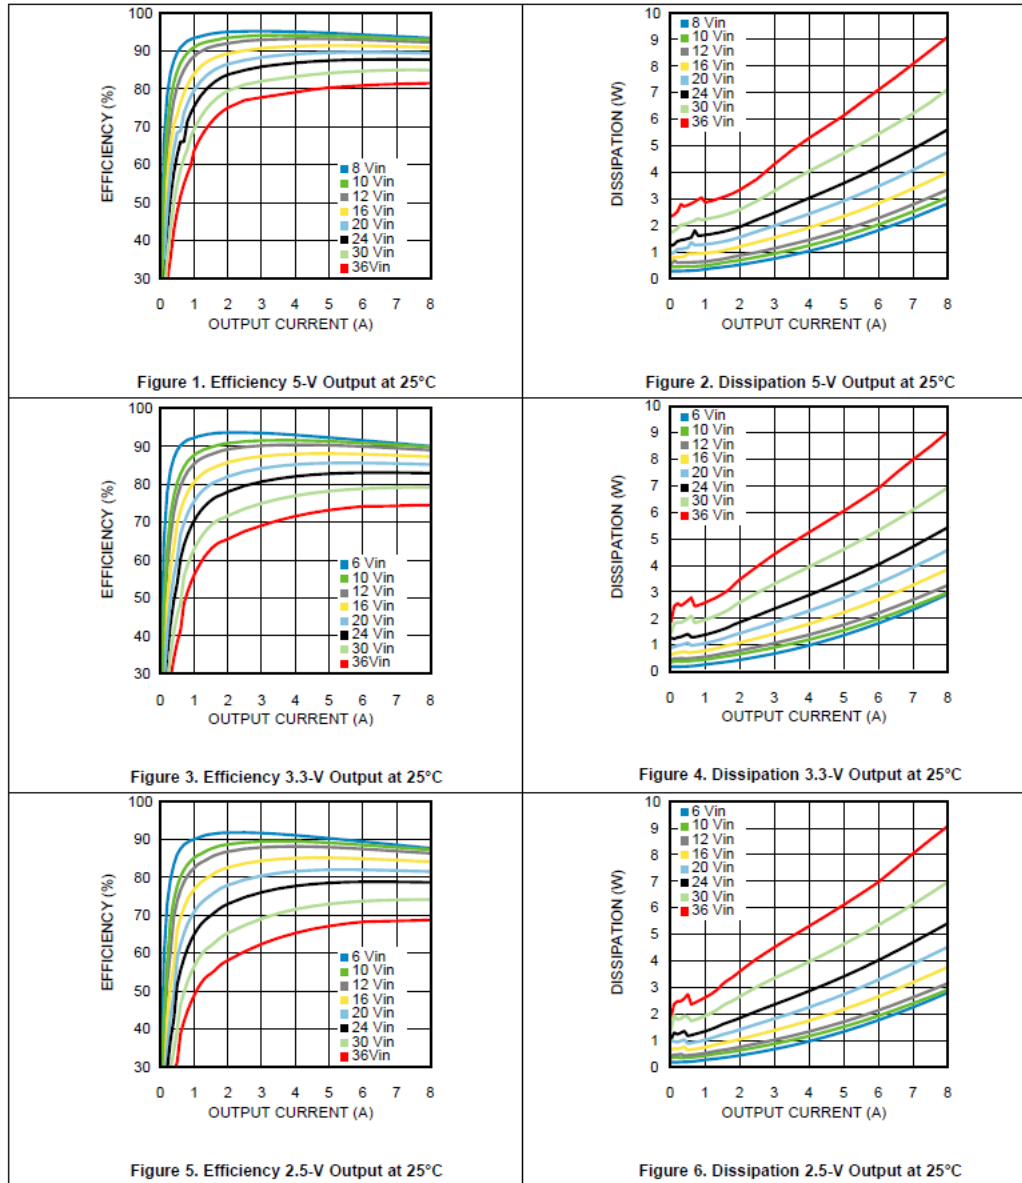 100
90
80
70
60
50
40
30
EFFICIENCY (%)
8 Vin
10 Vin
12 Vin
16 Vin
20 Vin
24 Vin
30 Vin
36Vin
0 1 2 3 4 5 6 7 8
OUTPUT CURRENT (A)
Figure 1. Efficiency 5-V Output at 25°C
10
9
8
7
6
5
4
3
2
1
0
DISSIPATION (W)
8 Vin
10 Vin
12 Vin
16 Vin
20 Vin
24 Vin
30 Vin
36 Vin
0 1 2 3 4 5 6 7 8
OUTPUT CURRENT (A)
Figure 2. Dissipation 5-V Output at 25°C
100
90
80
70
60
50
40
30
EFFICIENCY (%)
6 Vin
10 Vin
12 Vin
16 Vin
20 Vin
24 Vin
30 Vin
36Vin
0 1 2 3 4 5 6 7 8
OUTPUT CURRENT (A)
Figure 3. Efficiency 3.3-V Output at 25°C
10
9
8
7
6
5
4
3
2
1
0
DISSIPATION (W)
6 Vin
10 Vin
12 Vin
16 Vin
20 Vin
24 Vin
30 Vin
36 Vin
0 1 2 3 4 5 6 7 8
OUTPUT CURRENT (A)
Figure 4. Dissipation 3.3-V Output at 25°C
100
90
80
70
60
50
40
30
EFFICIENCY (%)
6 Vin
10 Vin
12 Vin
16 Vin
20 Vin
24 Vin
30 Vin
36Vin
0 1 2 3 4 5 6 7 8
OUTPUT CURRENT (A)
Figure 5. Efficiency 2.5-V Output at 25°C
10
9
8
7
6
5
4
3
2
1
0
DISSIPATION (W)
6 Vin
10 Vin
12 Vin
16 Vin
20 Vin
24 Vin
30 Vin
36 Vin
0 1 2 3 4 5 6 7 8
OUTPUT CURRENT (A)
Figure 6. Dissipation 2.5-V Output at 25°C